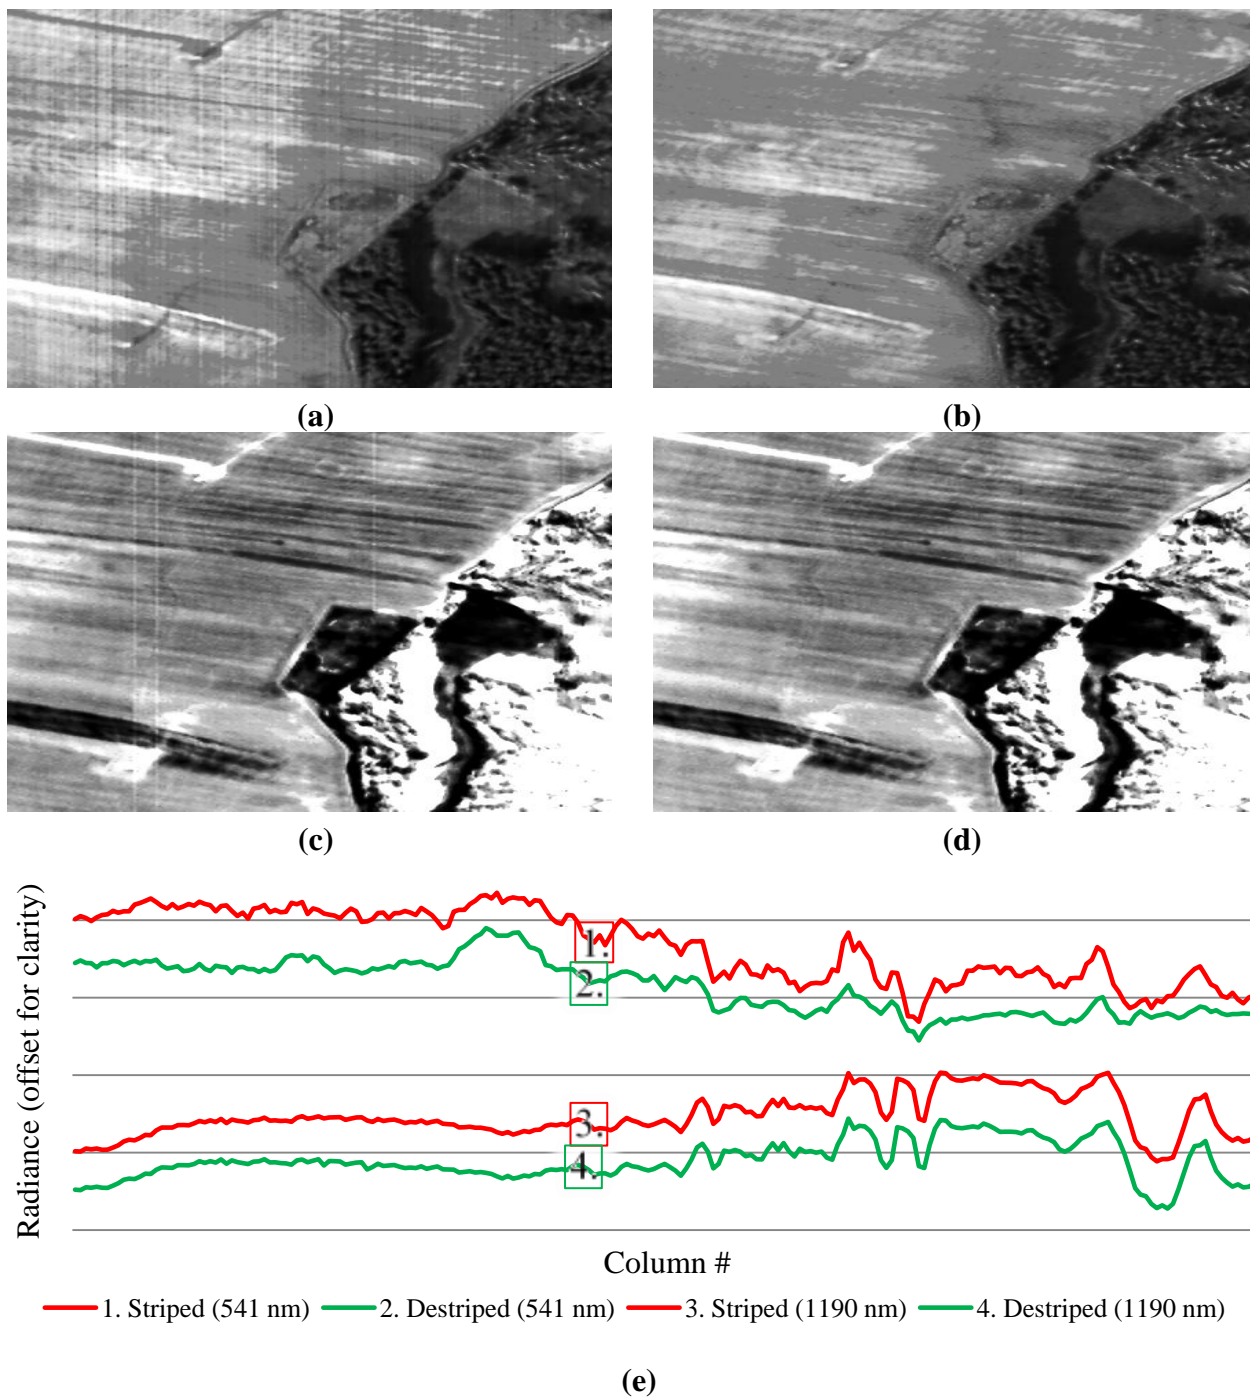 (a)
(b)
(c)
(d)
Radiance (offset for clarity)
1.
2.
3.
4.
Column #
1. Striped (541 nm) 2. Destriped (541 nm) 3. Striped (1190 nm) 4. Destriped (1190 nm)
(e)